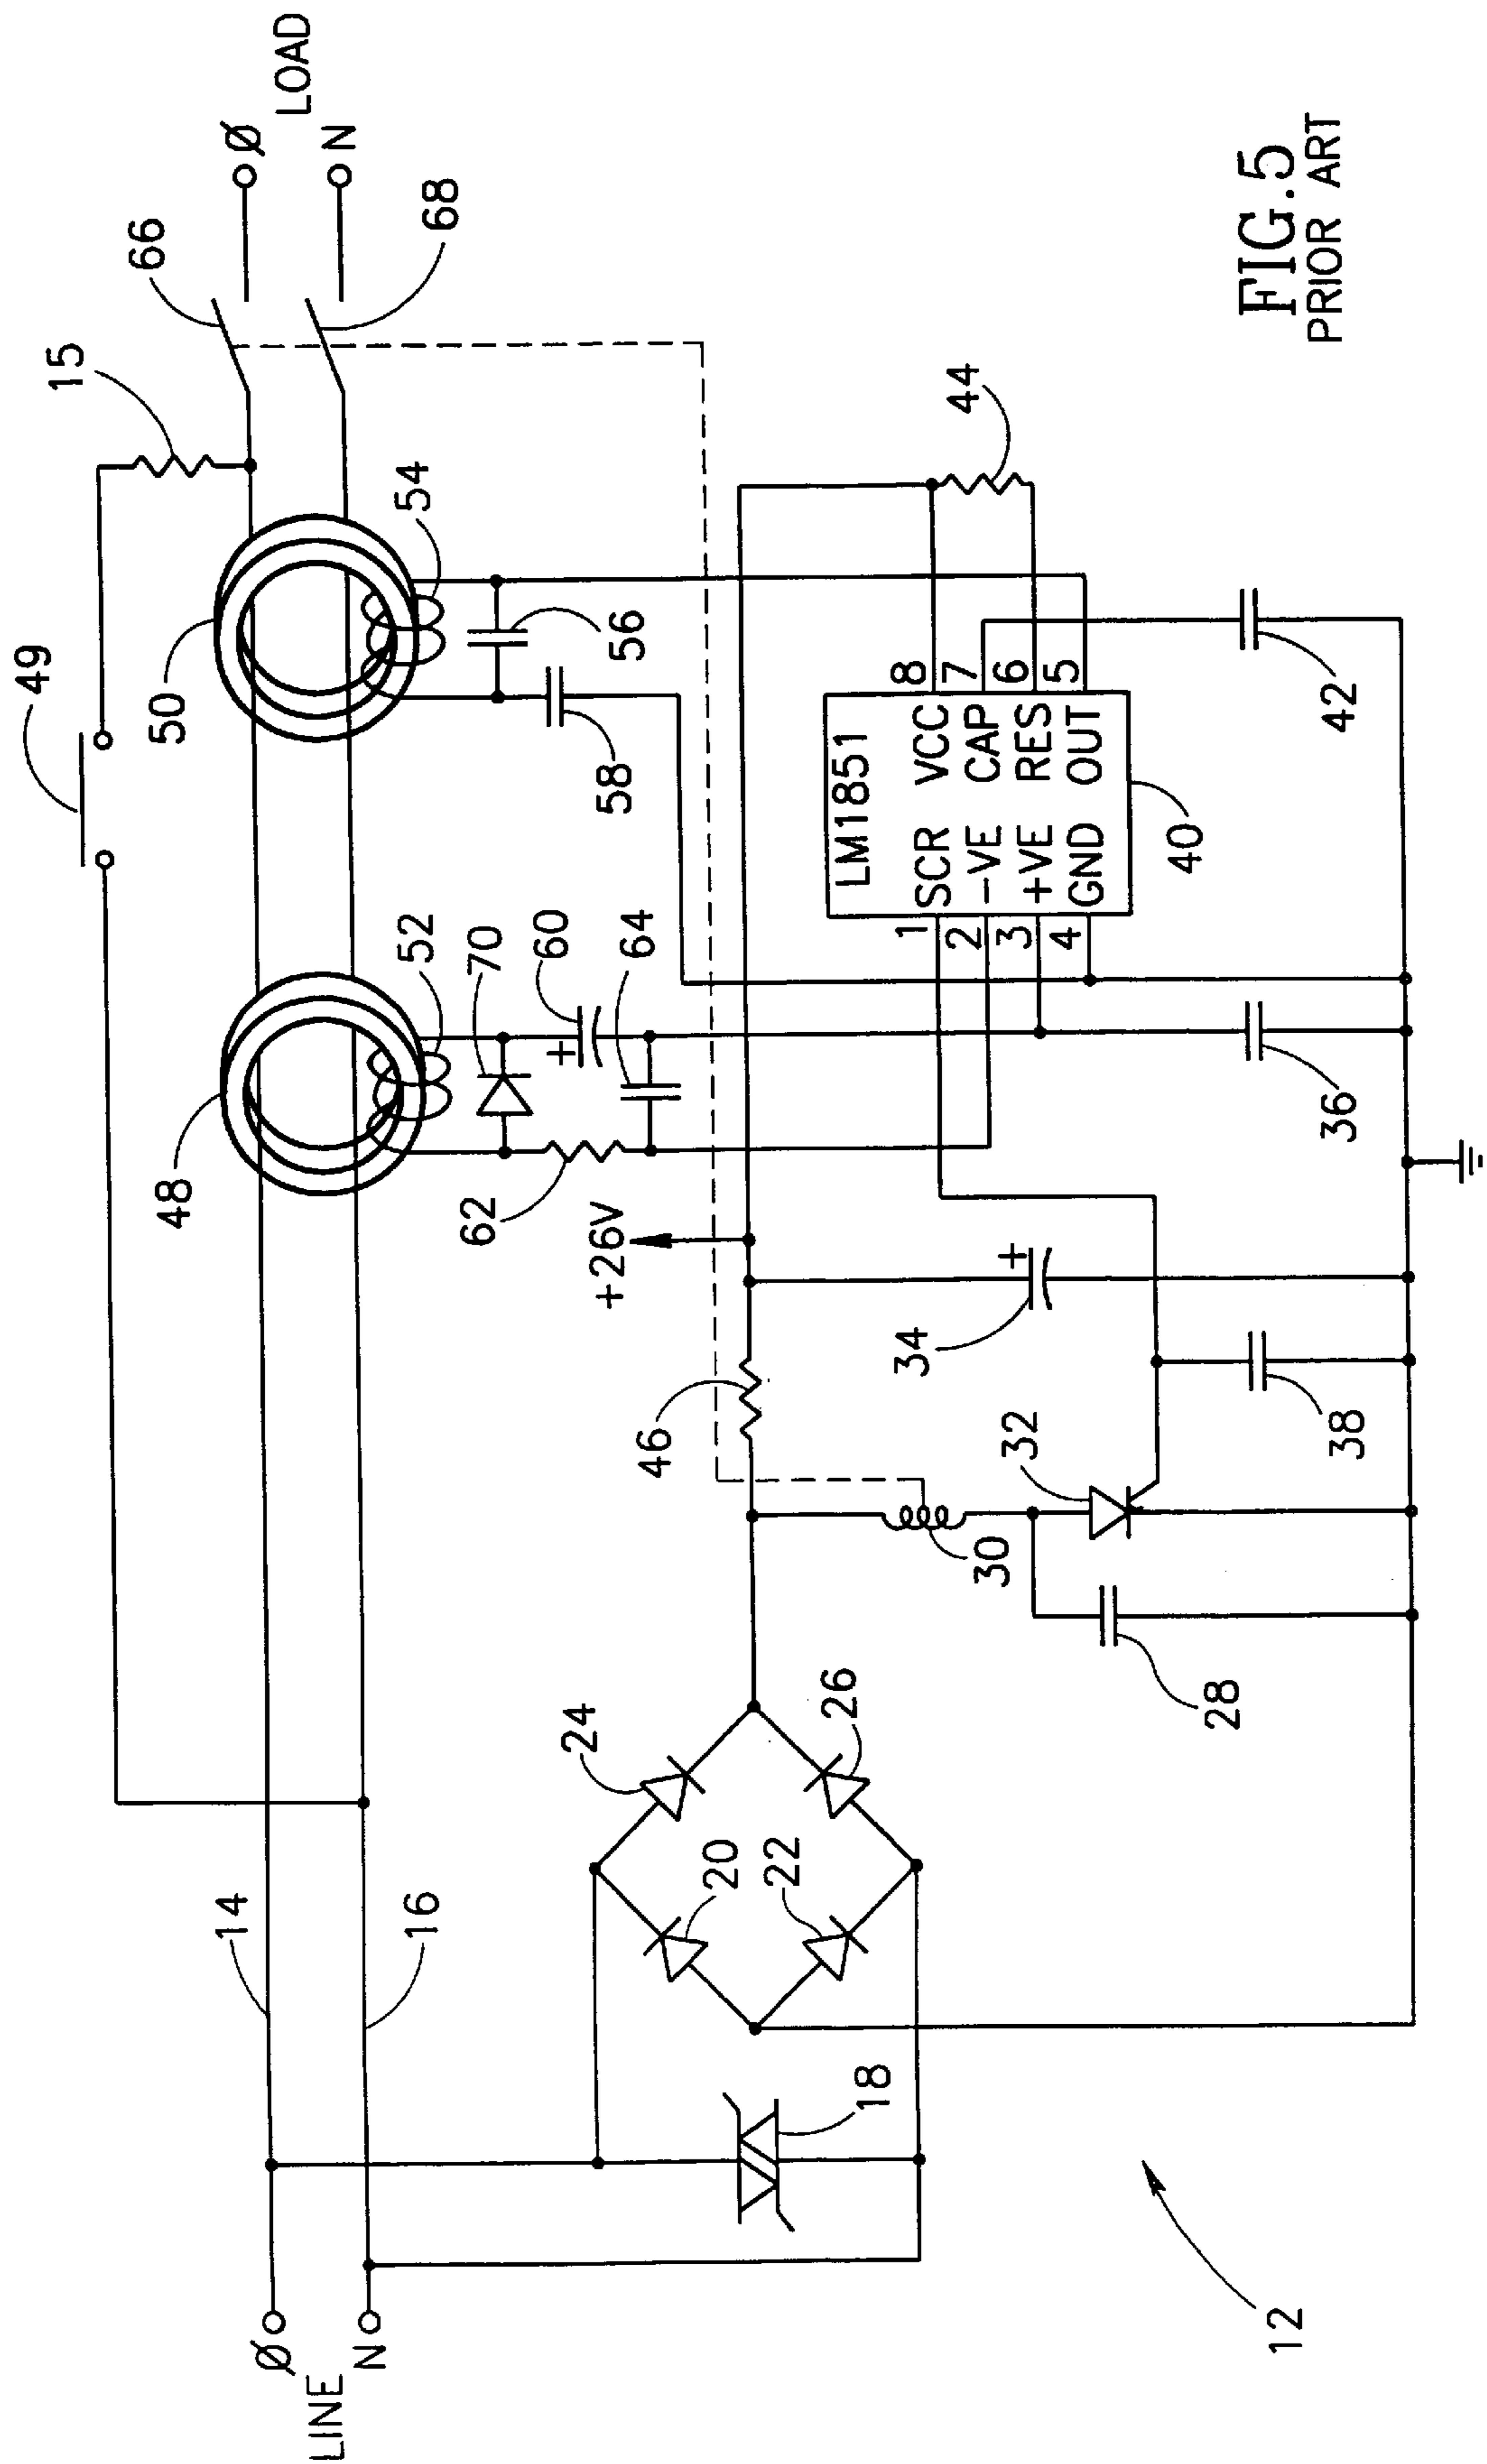 49
15
66
Ø
LOAD
N
68
50
54
56
58
48
52
70
60
64
62
14
16
Ø
LINE
N
+26V
46
24
20
22
26
18
34
32
30
28
38
36
LM1851
1 SCR VCC 8
2 -VE CAP 7
3 +VE RES 6
4 GND OUT 5
40
44
42
12
FIG.5
PRIOR ART